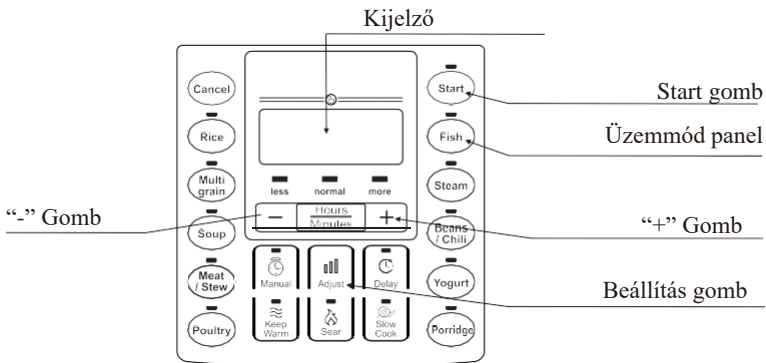 Kijelző
Cancel
Start
Start gomb
Rice
Fish
Üzemmód panel
Multi
grain
less normal more
Steam
“-” Gomb
Soup
−
Hours
Minutes
+
Beans
/ Chili
“+” Gomb
Meat
/ Stew
Manual
Adjust
Delay
Yogurt
Beállítás gomb
Poultry
Keep
Warm
Sear
Slow
Cook
Porridge